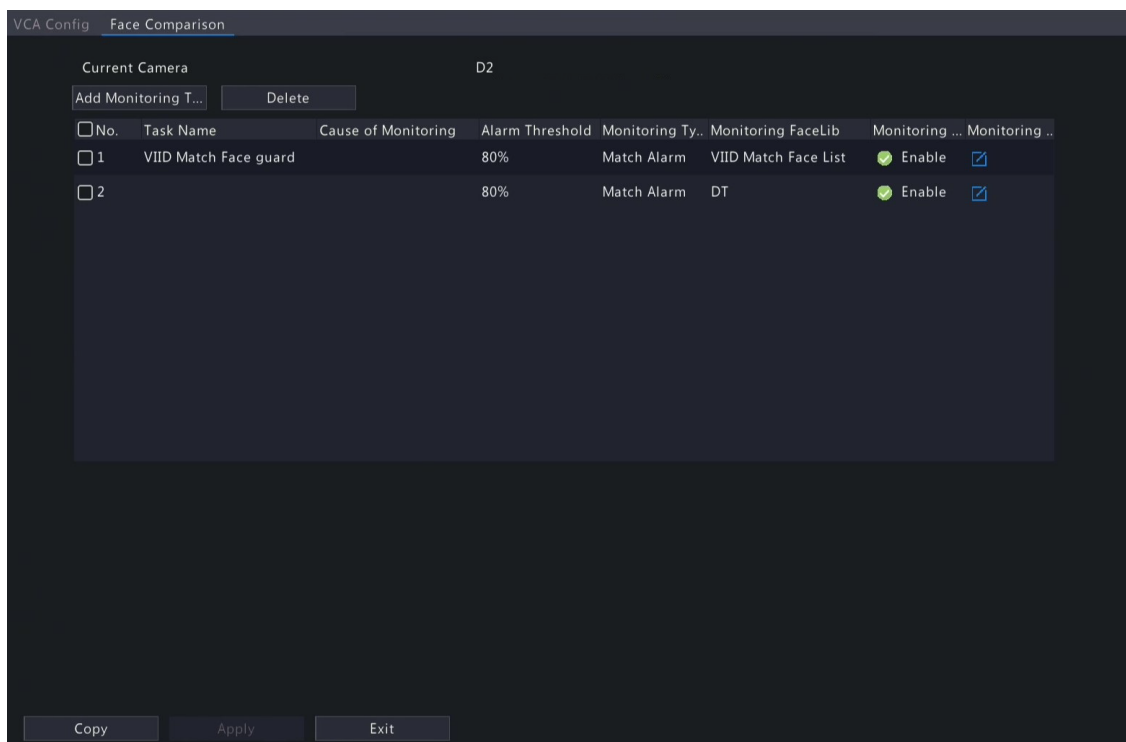 VCA Config Face Comparison
Current Camera D2
Add Monitoring T... Delete
No. Task Name Cause of Monitoring Alarm Threshold Monitoring Ty.. Monitoring FaceLib Monitoring ... Monitoring ..
1 VIID Match Face guard 80% Match Alarm VIID Match Face List Enable
2 80% Match Alarm DT Enable
Copy Apply Exit